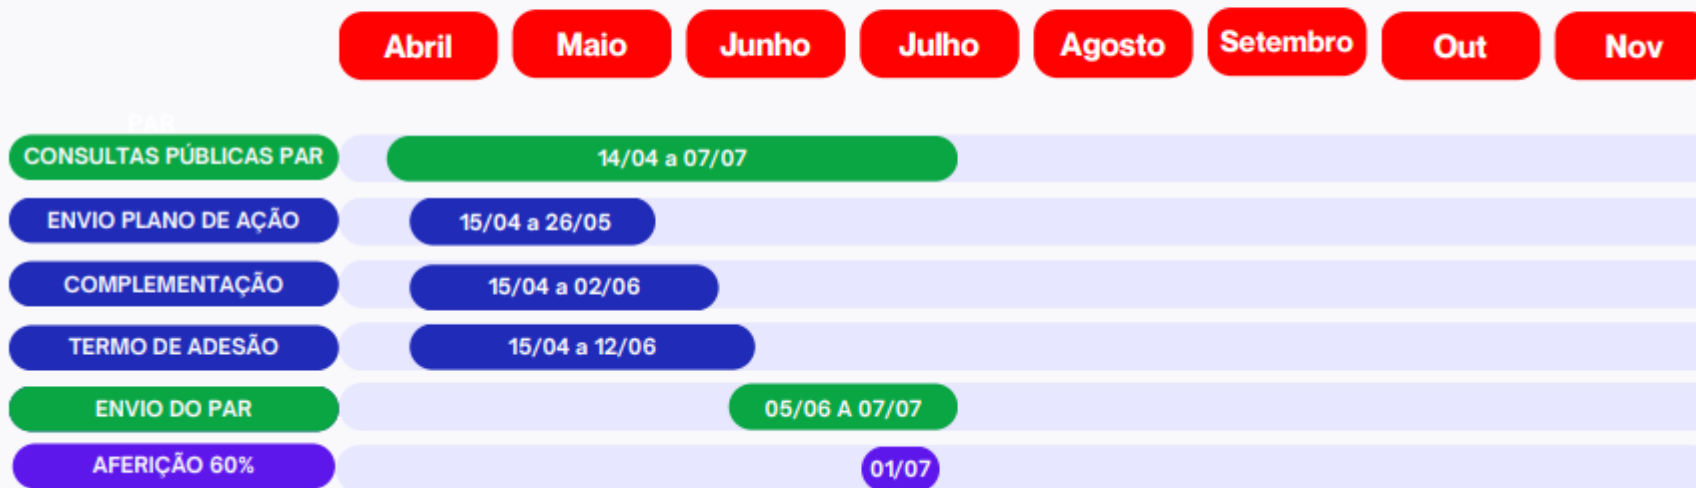 Abril Maio Junho Julho Agosto Setembro Out Nov
PAR
CONSULTAS PÚBLICAS PAR 14/04 a 07/07
ENVIO PLANO DE AÇÃO 15/04 a 26/05
COMPLEMENTAÇÃO 15/04 a 02/06
TERMO DE ADESÃO 15/04 a 12/06
ENVIO DO PAR 05/06 A 07/07
AFERIÇÃO 60% 01/07